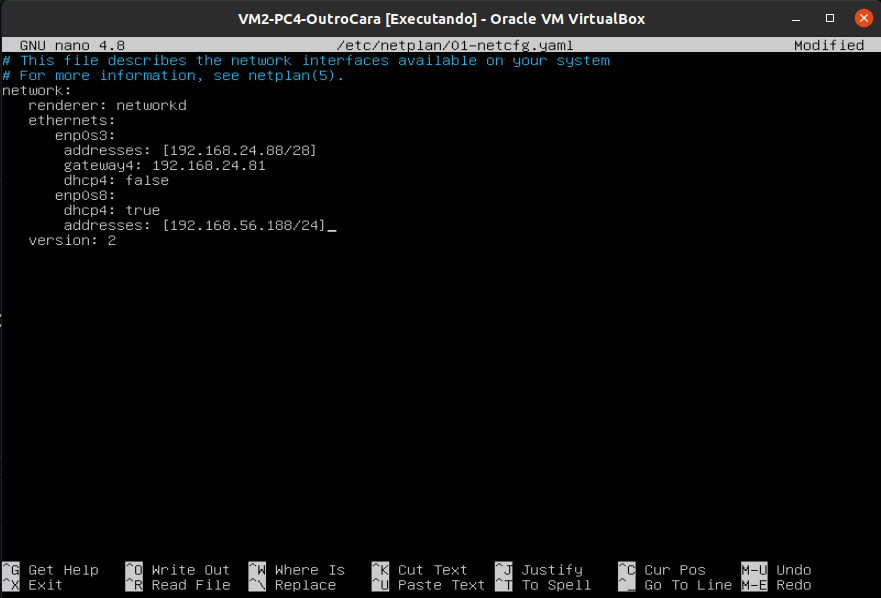 VM2-PC4-OutroCara [Executando] - Oracle VM VirtualBox
GNU nano 4.8 /etc/netplan/01-netcfg.yaml Modified
# This file describes the network interfaces available on your system
# For more information, see netplan(5).
network:
   renderer: networkd
   ethernets:
      enp0s3:
       addresses: [192.168.24.88/28]
       gateway4: 192.168.24.81
       dhcp4: false
      enp0s8:
       dhcp4: true
       addresses: [192.168.56.188/24]
   version: 2
^G Get Help ^O Write Out ^W Where Is ^K Cut Text ^J Justify ^C Cur Pos M-U Undo
^X Exit ^R Read File ^\ Replace ^U Paste Text ^T To Spell ^_ Go To Line M-E Redo